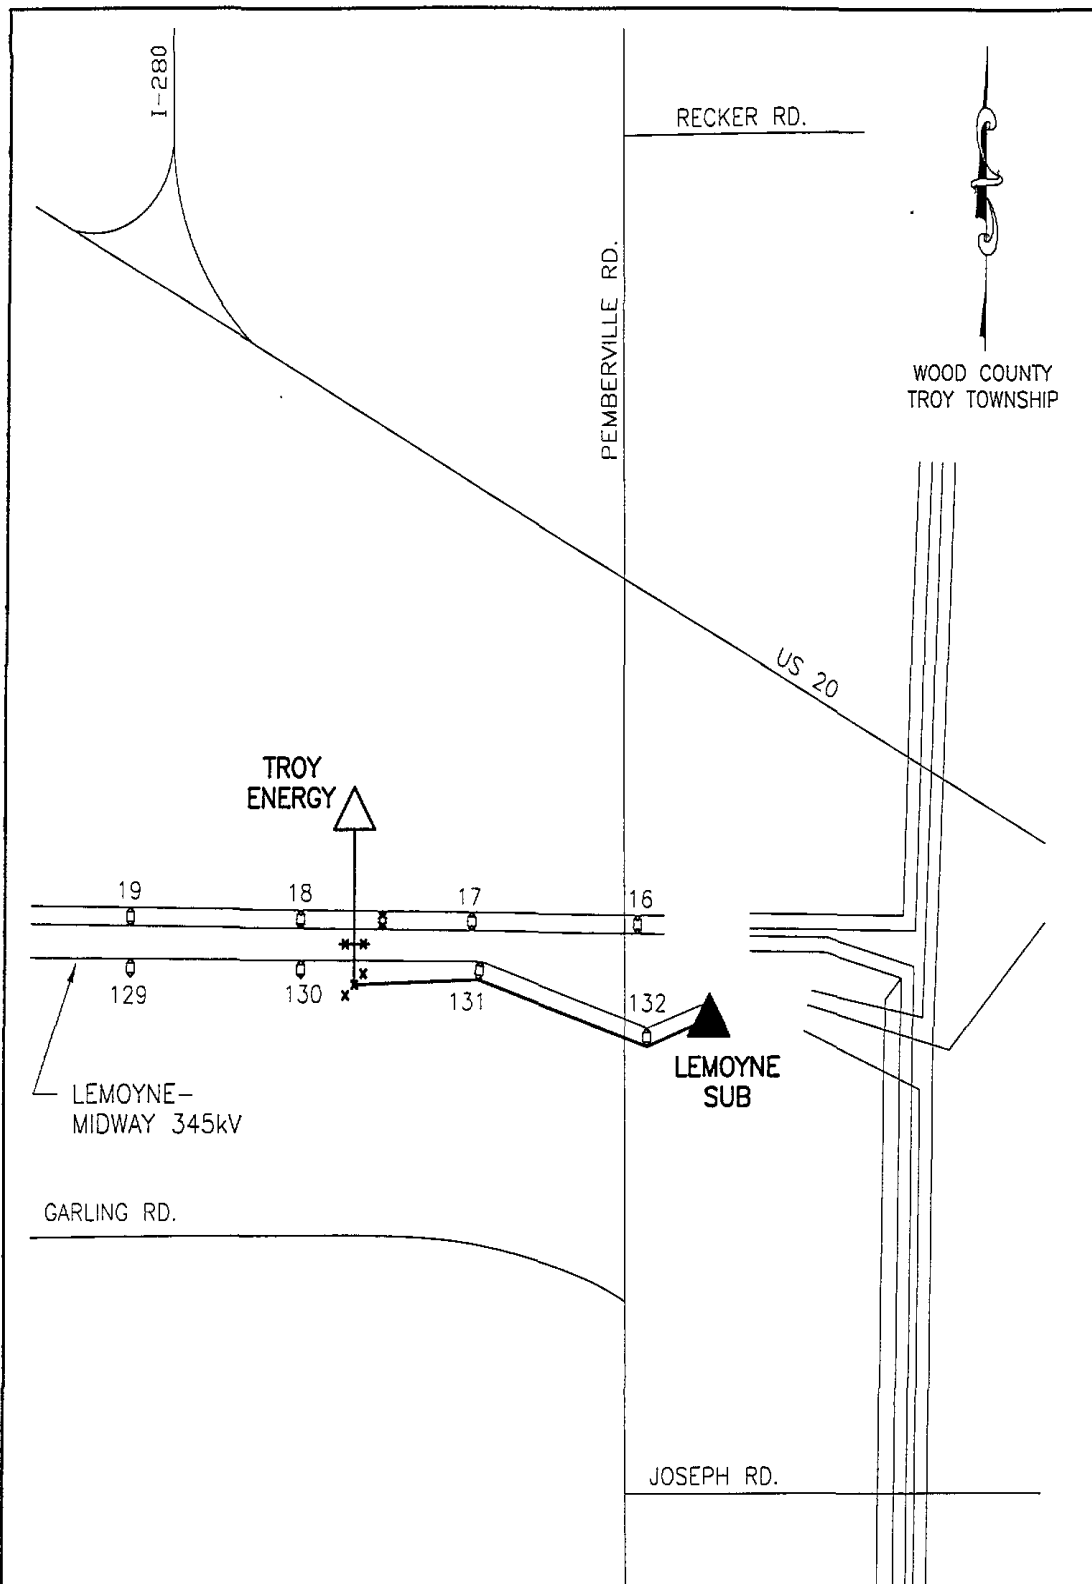 I-280
RECKER RD.
PEMBERVILLE RD.
WOOD COUNTY
TROY TOWNSHIP
US 20
TROY
ENERGY
19
18
17
16
129
130
131
132
LEMOYNE
SUB
LEMOYNE-
MIDWAY 345kV
GARLING RD.
JOSEPH RD.